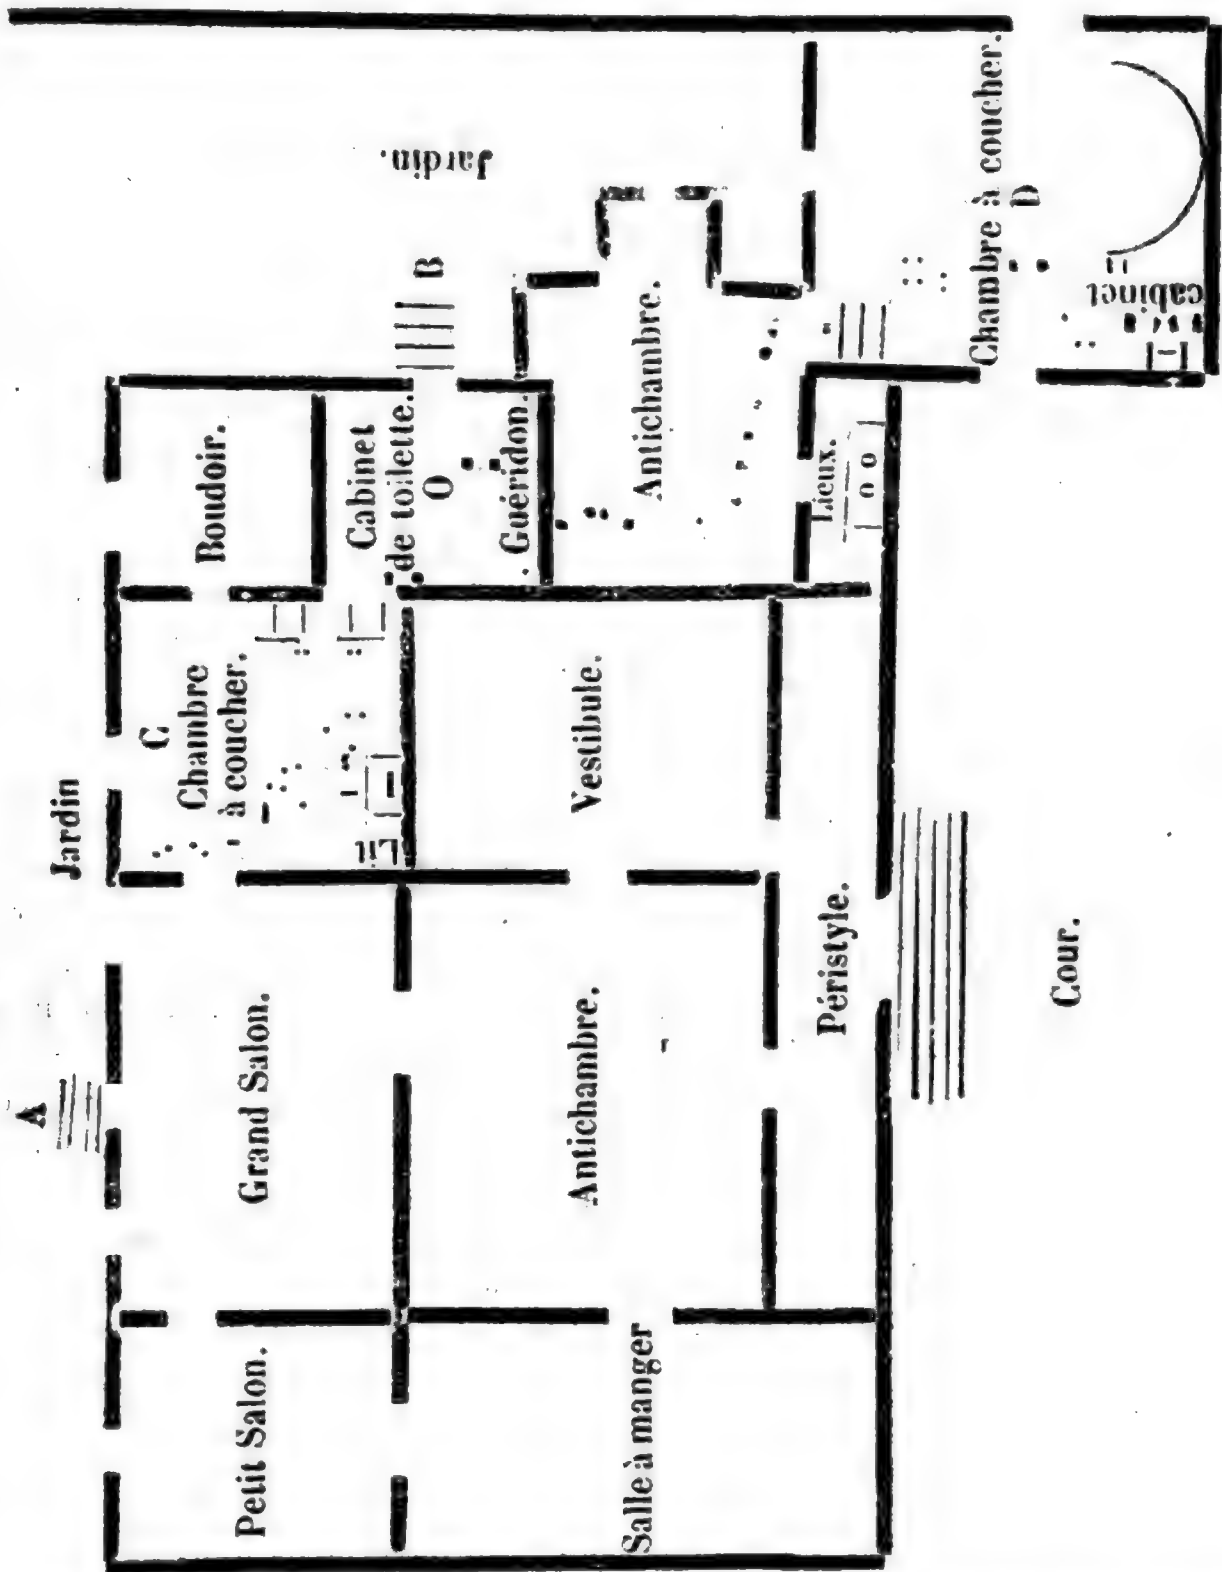 Jardin.
B
Chambre à coucher.
D
cabinet
Boudoir.
Cabinet
de toilette.
O
Guéridon.
Antichambre.
Lieux.
Jardin
C
Chambre
à coucher.
Lit
Vestibule.
A
Grand Salon.
Antichambre.
Péristyle.
Cour.
Petit Salon.
Salle à manger